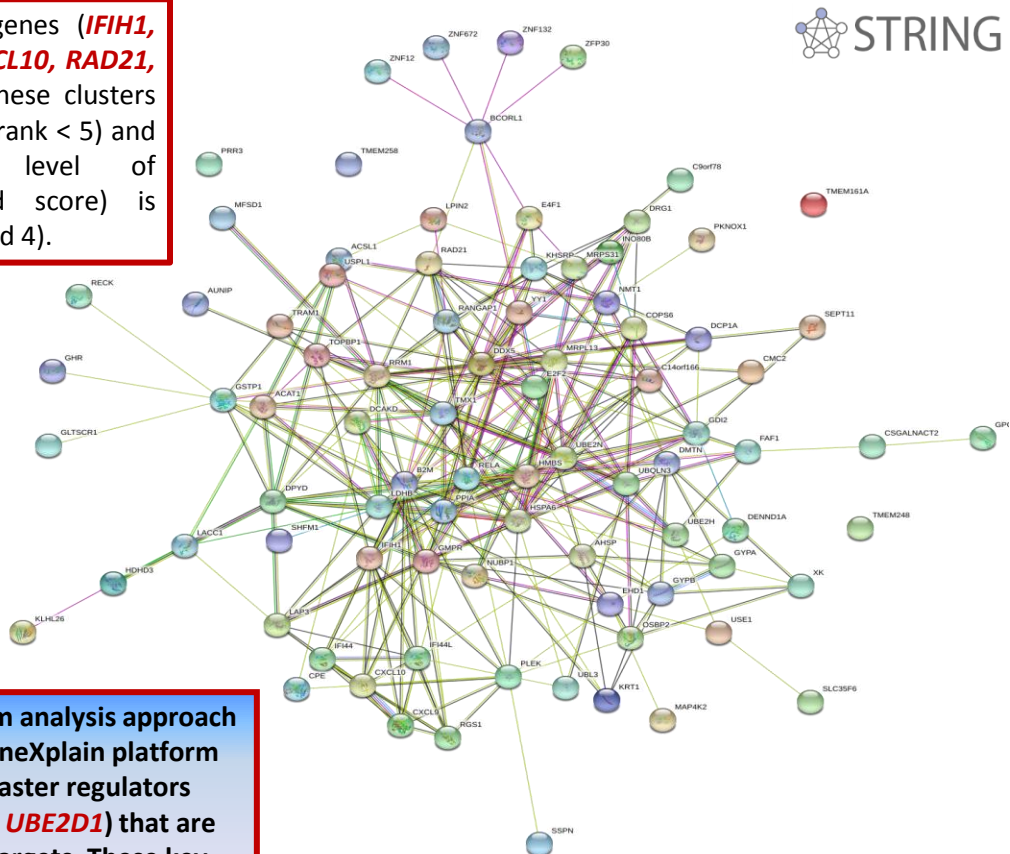 genes (IFIH1,
CL10, RAD21,
hese clusters
rank < 5) and
level of
d score) is
d 4).
STRING
ZNF672
ZNF132
ZNF12
ZFP30
BCORL1
PRR3
TMEM258
C9orf78
TMEM161A
MFSD1
LPIN2
E4F1
DRG1
PKNOX1
INO80B
ACSL1
RAD21
KHSRP
MRPS31
USPL1
RECK
AUNIP
NMT1
TRAM1
RANGAP1
YY1
COPS6
SEPT11
TOPBP1
DCP1A
GHR
RRM1
DDX5
MRPL13
C14orf166
CMC2
E2F2
GSTP1
ACAT1
DCAKD
TMX1
GLTSCR1
GDI2
CSGALNACT2
GPC
FAF1
UBE2N
DMTN
B2M
RELA
HMBS
UBQLN3
DPYD
LDHB
PPIA
HSPA6
TMEM248
SHFM1
UBE2H
DENND1A
LACC1
IFIH1
GMPR
AHSP
NUBP1
GYPA
HDHD3
XK
EHD1
GYPB
KLHL26
LAP3
USE1
OSBP2
IFI44
IFI44L
CXCL10
PLEK
CPE
UBL3
KRT1
SLC35F6
CXCL9
RGS1
MAP4K2
SSPN
m analysis approach
neXplain platform
aster regulators
UBE2D1) that are